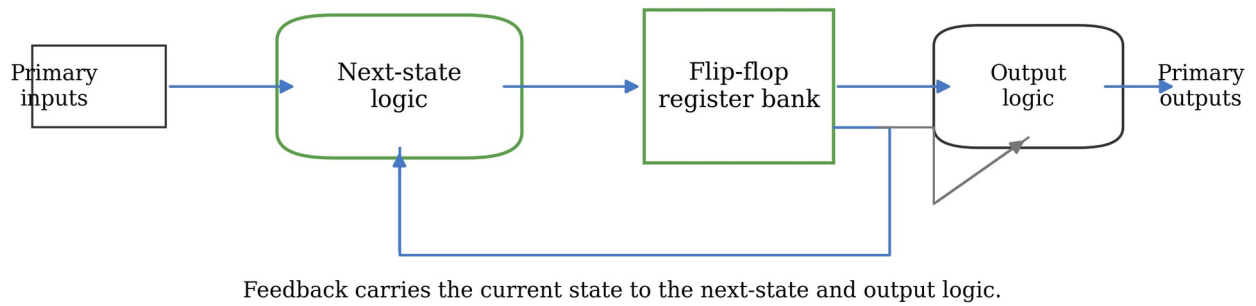 Primary
inputs
Next-state
logic
Flip-flop
register bank
Output
logic
Primary
outputs
Feedback carries the current state to the next-state and output logic.